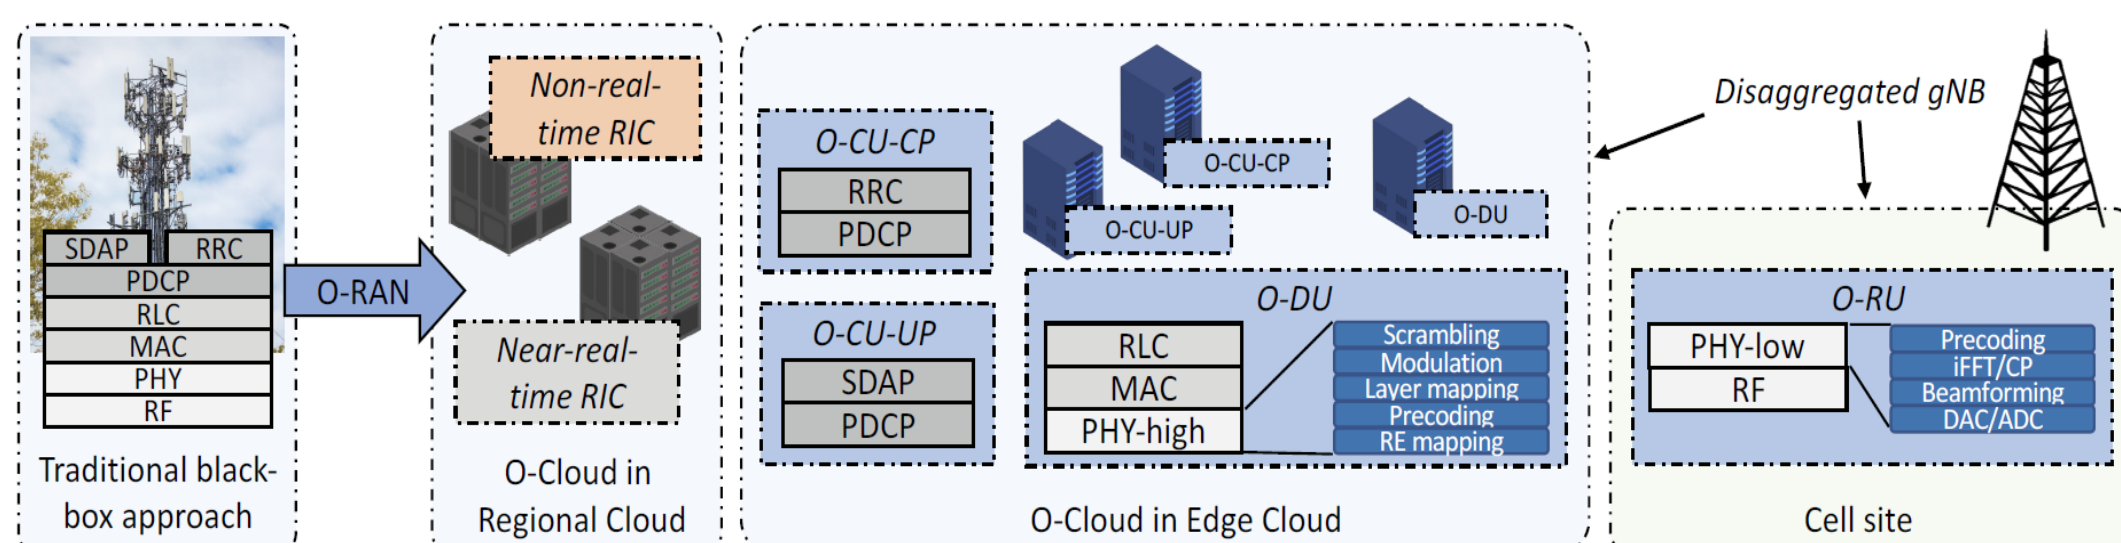 SDAP
RRC
PDCP
RLC
MAC
PHY
RF
Traditional black-
box approach
O-RAN
Non-real-
time RIC
Near-real-
time RIC
O-Cloud in
Regional Cloud
O-CU-CP
RRC
PDCP
O-CU-UP
SDAP
PDCP
O-CU-CP
O-CU-UP
O-DU
O-DU
RLC
MAC
PHY-high
Scrambling
Modulation
Layer mapping
Precoding
RE mapping
O-Cloud in Edge Cloud
Disaggregated gNB
O-RU
PHY-low
RF
Precoding
iFFT/CP
Beamforming
DAC/ADC
Cell site